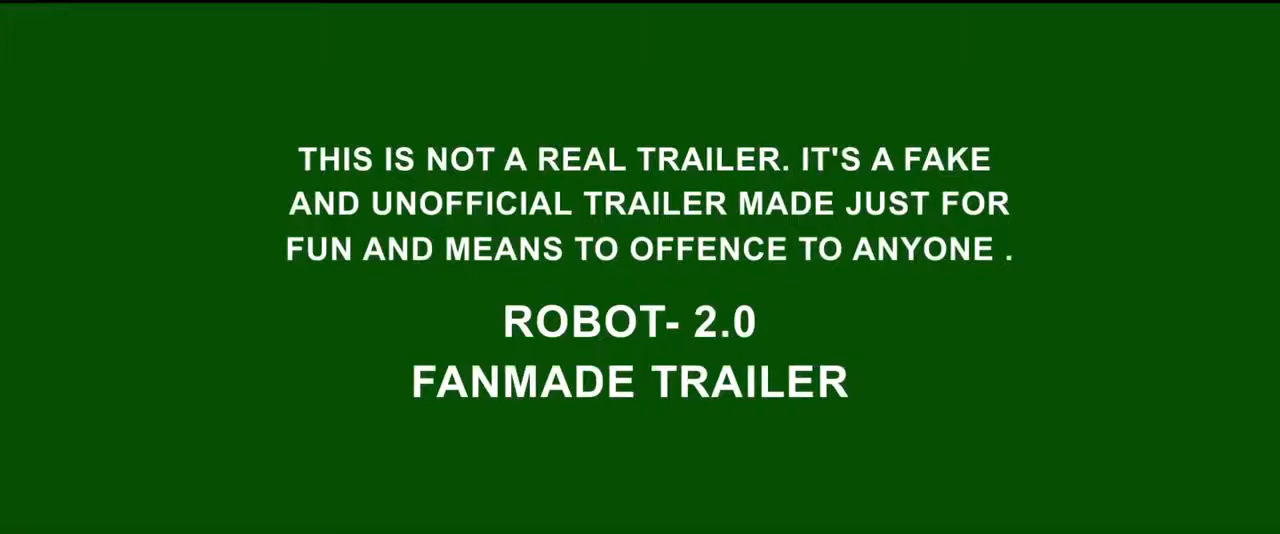 THIS IS NOT A REAL TRAILER. IT'S A FAKE
AND UNOFFICIAL TRAILER MADE JUST FOR
FUN AND MEANS TO OFFENCE TO ANYONE .
ROBOT- 2.0
FANMADE TRAILER